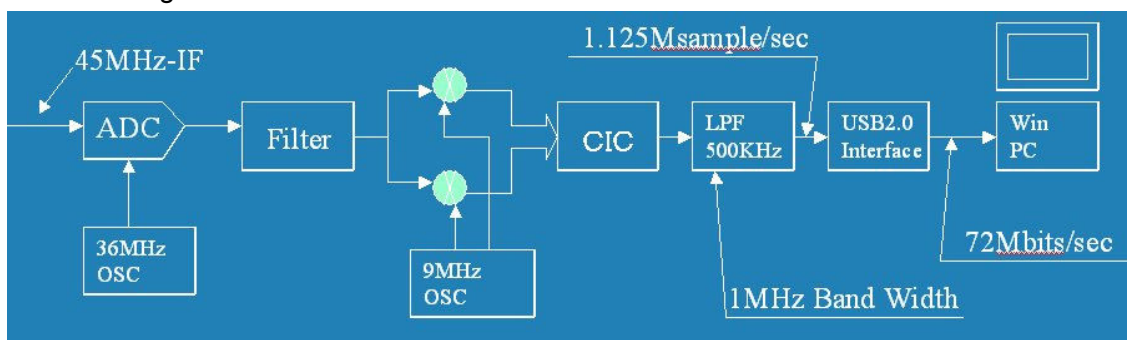 1.125Msample/sec
45MHz-IF
ADC
Filter
CIC
LPF
500KHz
USB2.0
Interface
Win
PC
36MHz
OSC
9MHz
OSC
72Mbits/sec
1MHz Band Width